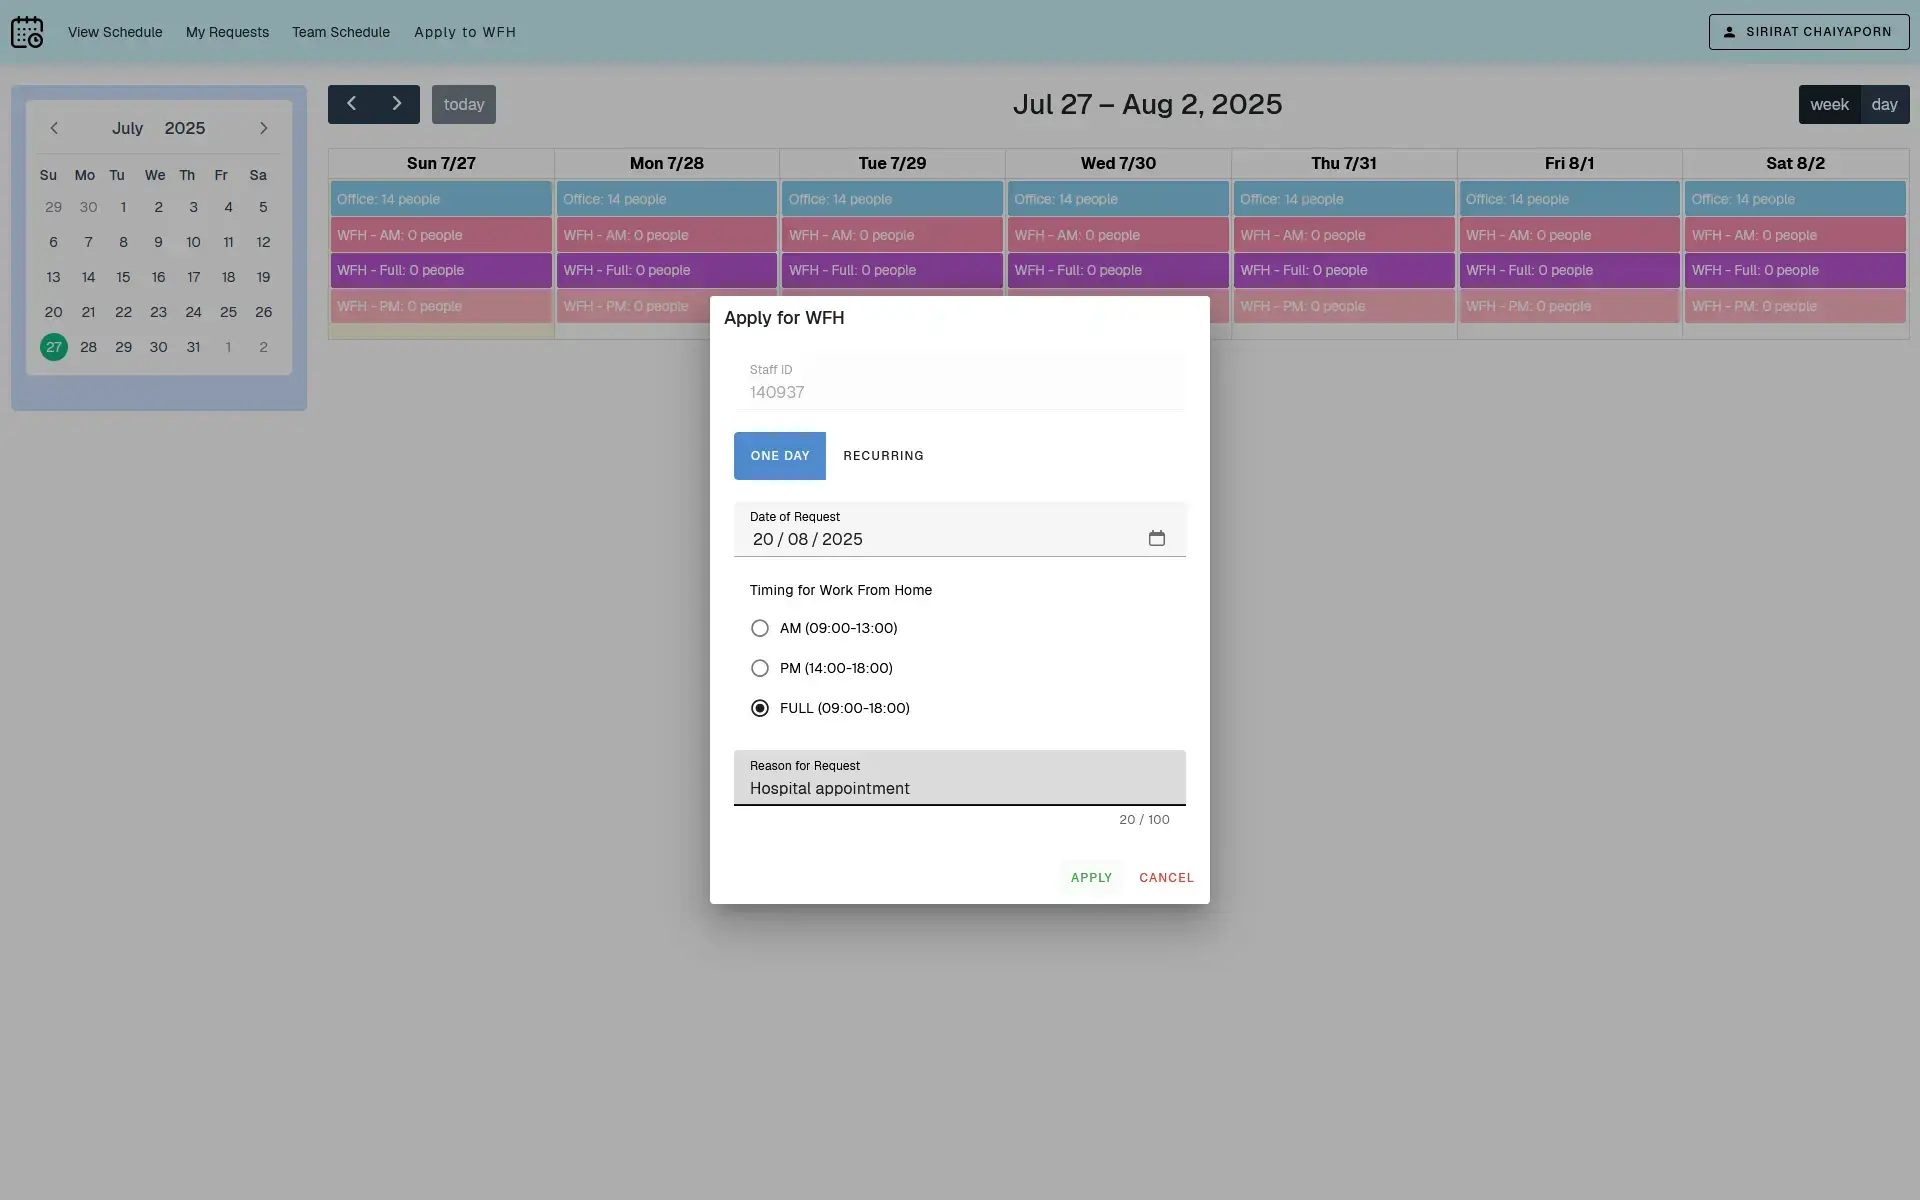 View Schedule My Requests Team Schedule Apply to WFH SIRIRAT CHAIYAPORN
July 2025
Su Mo Tu We Th Fr Sa
29 30 1 2 3 4 5
6 7 8 9 10 11 12
13 14 15 16 17 18 19
20 21 22 23 24 25 26
27 28 29 30 31 1 2
today Jul 27 – Aug 2, 2025 week day
Sun 7/27 Mon 7/28 Tue 7/29 Wed 7/30 Thu 7/31 Fri 8/1 Sat 8/2
Office: 14 people Office: 14 people Office: 14 people Office: 14 people Office: 14 people Office: 14 people Office: 14 people
WFH - AM: 0 people WFH - AM: 0 people WFH - AM: 0 people WFH - AM: 0 people WFH - AM: 0 people WFH - AM: 0 people WFH - AM: 0 people
WFH - Full: 0 people WFH - Full: 0 people WFH - Full: 0 people WFH - Full: 0 people WFH - Full: 0 people WFH - Full: 0 people WFH - Full: 0 people
WFH - PM: 0 people WFH - PM: 0 people WFH - PM: 0 people WFH - PM: 0 people WFH - PM: 0 people
Apply for WFH
Staff ID
140937
ONE DAY RECURRING
Date of Request
20 / 08 / 2025
Timing for Work From Home
AM (09:00-13:00)
PM (14:00-18:00)
FULL (09:00-18:00)
Reason for Request
Hospital appointment
20 / 100
APPLY CANCEL